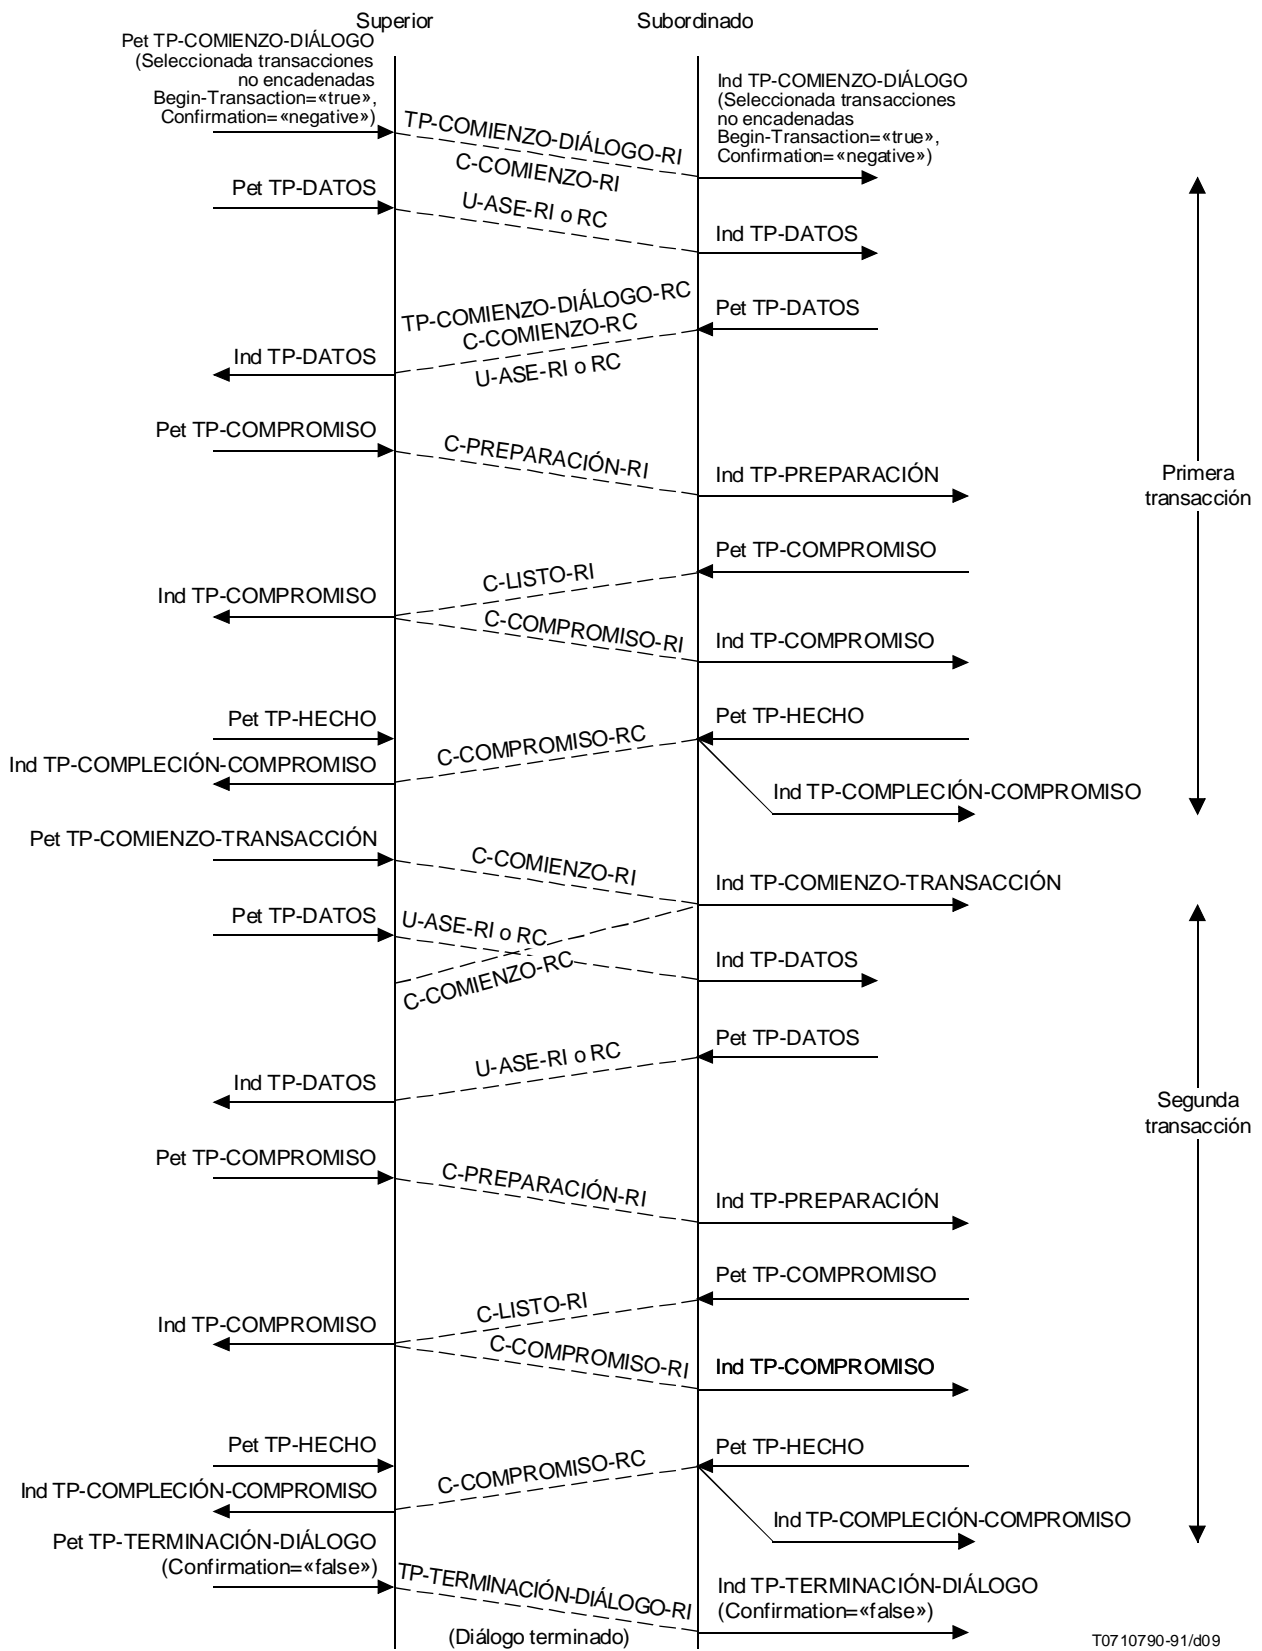 Superior
Subordinado
Pet TP-COMIENZO-DIÁLOGO
(Seleccionada transacciones
no encadenadas
Begin-Transaction=«true»,
Confirmation=«negative»)
Ind TP-COMIENZO-DIÁLOGO
(Seleccionada transacciones
no encadenadas
Begin-Transaction=«true»,
Confirmation=«negative»)
TP-COMIENZO-DIÁLOGO-RI
C-COMIENZO-RI
Pet TP-DATOS
U-ASE-RI o RC
Ind TP-DATOS
TP-COMIENZO-DIÁLOGO-RC
C-COMIENZO-RC
U-ASE-RI o RC
Pet TP-DATOS
Ind TP-DATOS
Pet TP-COMPROMISO
C-PREPARACIÓN-RI
Ind TP-PREPARACIÓN
Primera
transacción
Pet TP-COMPROMISO
C-LISTO-RI
Ind TP-COMPROMISO
C-COMPROMISO-RI
Ind TP-COMPROMISO
Pet TP-HECHO
Pet TP-HECHO
C-COMPROMISO-RC
Ind TP-COMPLECIÓN-COMPROMISO
Ind TP-COMPLECIÓN-COMPROMISO
Pet TP-COMIENZO-TRANSACCIÓN
C-COMIENZO-RI
Ind TP-COMIENZO-TRANSACCIÓN
Pet TP-DATOS
U-ASE-RI o RC
C-COMIENZO-RC
Ind TP-DATOS
Pet TP-DATOS
U-ASE-RI o RC
Ind TP-DATOS
Segunda
transacción
Pet TP-COMPROMISO
C-PREPARACIÓN-RI
Ind TP-PREPARACIÓN
Pet TP-COMPROMISO
C-LISTO-RI
Ind TP-COMPROMISO
C-COMPROMISO-RI
Ind TP-COMPROMISO
Pet TP-HECHO
Pet TP-HECHO
C-COMPROMISO-RC
Ind TP-COMPLECIÓN-COMPROMISO
Ind TP-COMPLECIÓN-COMPROMISO
Pet TP-TERMINACIÓN-DIÁLOGO
(Confirmation=«false»)
TP-TERMINACIÓN-DIÁLOGO-RI
Ind TP-TERMINACIÓN-DIÁLOGO
(Confirmation=«false»)
(Diálogo terminado)
T0710790-91/d09